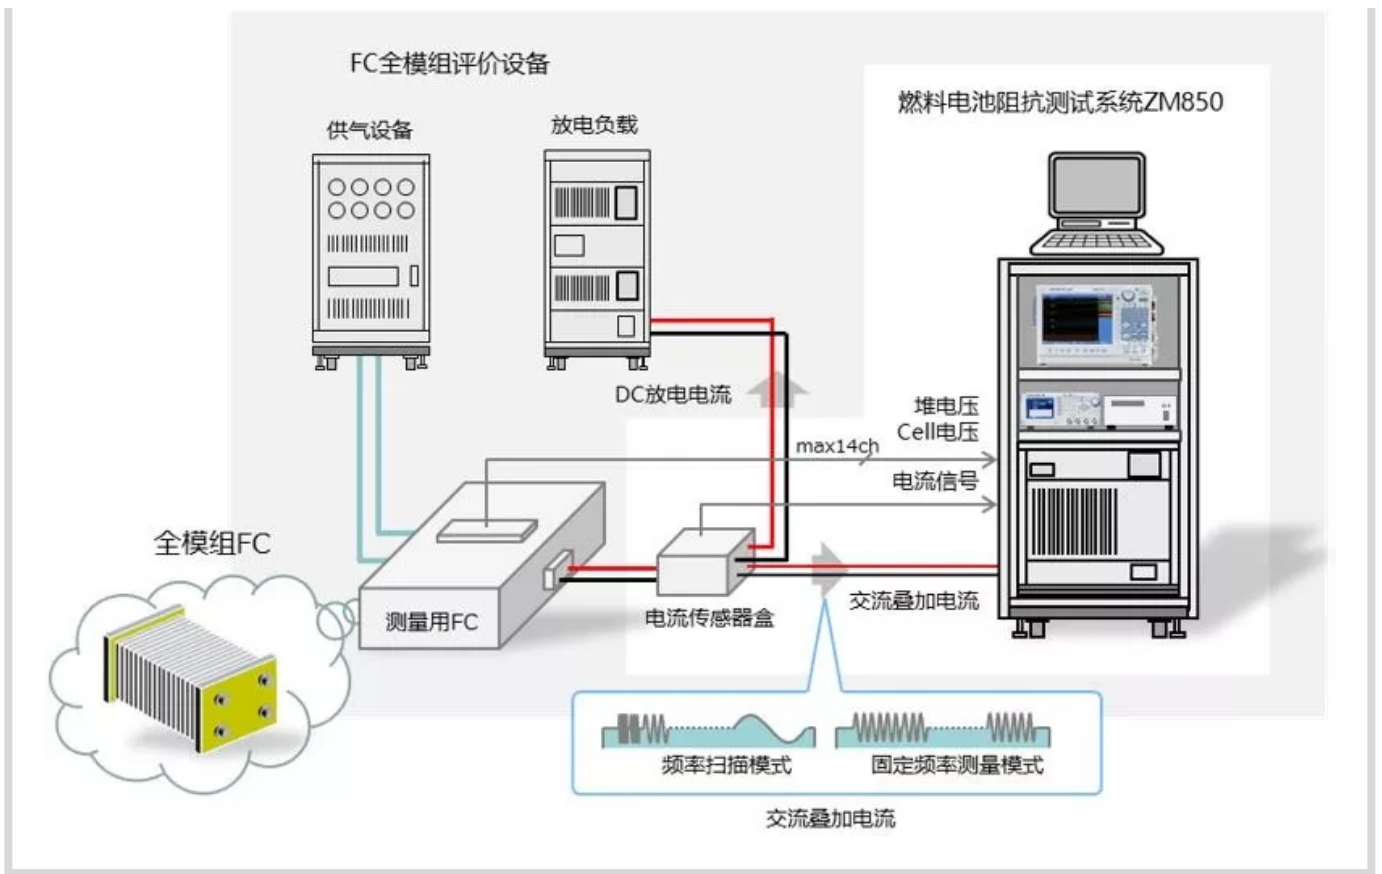 FC全模组评价设备
燃料电池阻抗测试系统ZM850
供气设备
放电负载
DC放电电流
堆电压
Cell电压
max14ch
电流信号
全模组FC
测量用FC
电流传感器盒
交流叠加电流
频率扫描模式
固定频率测量模式
交流叠加电流